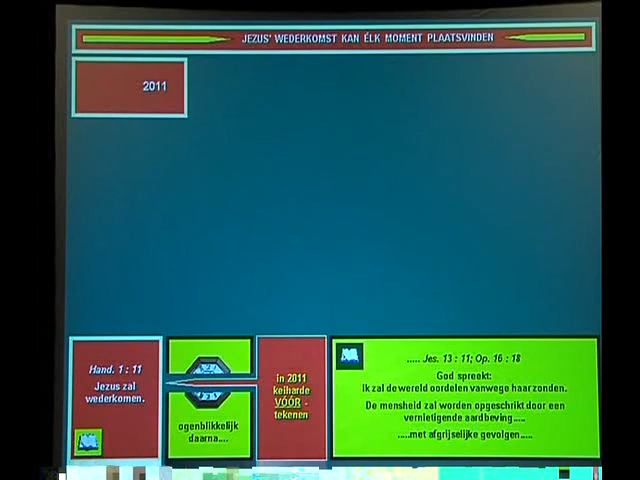 JEZUS' WEDERKOMST KAN ÉLK MOMENT PLAATSVINDEN
2011
Hand. 1 : 11
Jezus zal
wederkomen.
ogenblikkelijk
daarna....
in 2011
keiharde
VÓÓR -
tekenen
..... Jes. 13 : 11; Op. 16 : 18
God spreekt:
Ik zal de wereld oordelen vanwege haar zonden.
De mensheid zal worden opgeschrikt door een
vernietigende aardbeving.....
.....met afgrijselijke gevolgen.....